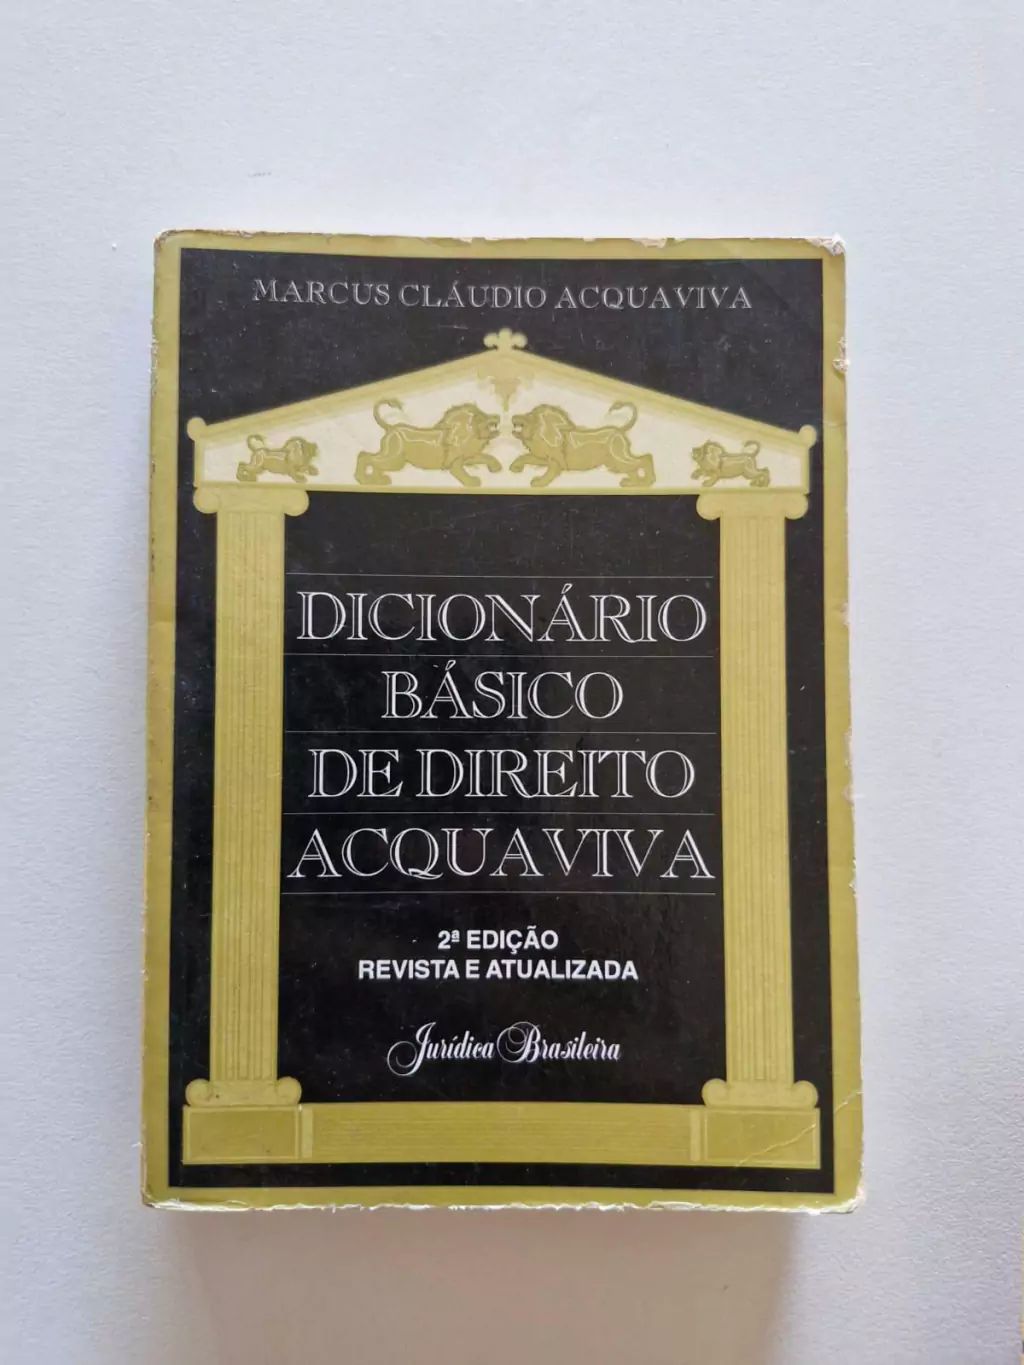 MARCUS CLÁUDIO ACQUAVIVA
DICIONÁRIO
BÁSICO
DE DIREITO
ACQUAVIVA
2ª EDIÇÃO
REVISTA E ATUALIZADA
Jurídica Brasileira